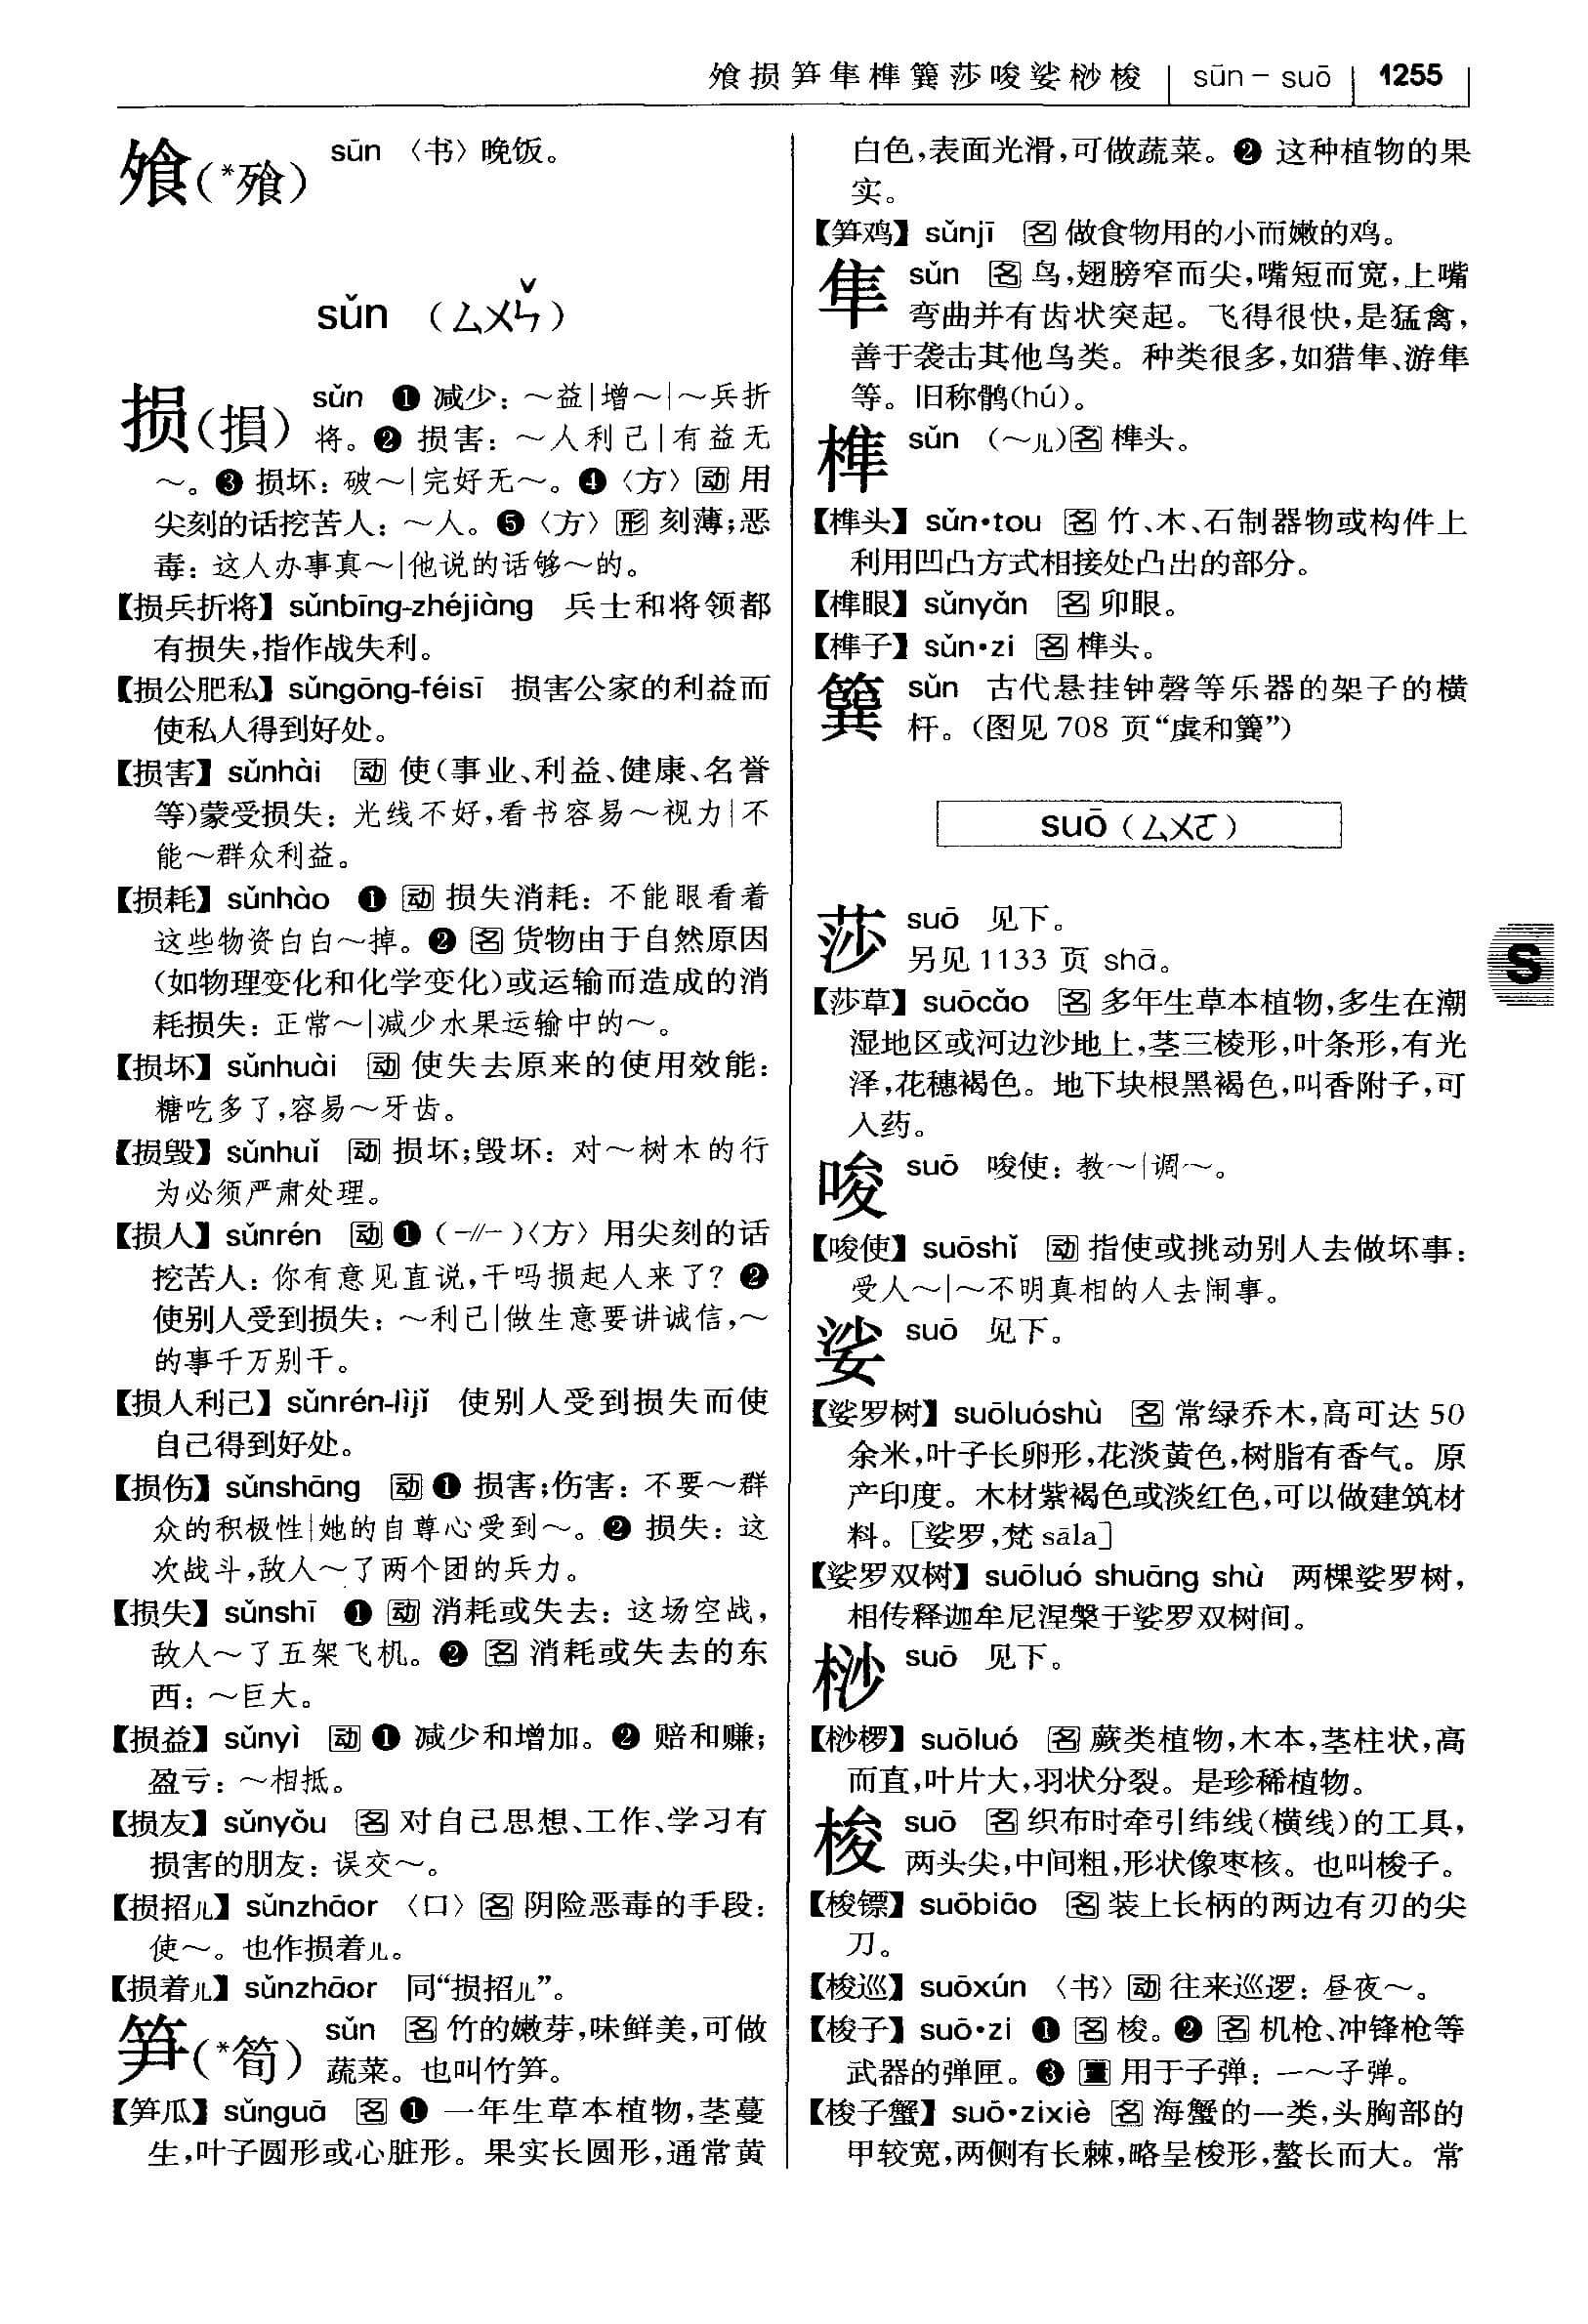 飧损笋隼榫簨莎唆娑桫梭 sūn－suō 1255
飧(*飱) sūn 〈书〉晚饭。
sǔn （ㄙㄨㄣˇ）
损(損) sǔn ❶ 减少：～益|增～|～兵折
将。❷ 损害：～人利己|有益无
～。❸ 损坏：破～|完好无～。❹〈方〉动 用
尖刻的话挖苦人：～人。❺〈方〉形 刻薄；恶
毒：这人办事真～|他说的话够～的。
【损兵折将】sǔnbīng-zhéjiàng 兵士和将领都
有损失，指作战失利。
【损公肥私】sǔngōng-féisī 损害公家的利益而
使私人得到好处。
【损害】sǔnhài 动 使（事业、利益、健康、名誉
等）蒙受损失：光线不好，看书容易～视力|不
能～群众利益。
【损耗】sǔnhào ❶ 动 损失消耗：不能眼看着
这些物资白白～掉。❷ 名 货物由于自然原因
（如物理变化和化学变化）或运输而造成的消
耗损失：正常～|减少水果运输中的～。
【损坏】sǔnhuài 动 使失去原来的使用效能：
糖吃多了，容易～牙齿。
【损毁】sǔnhuǐ 动 损坏；毁坏：对～树木的行
为必须严肃处理。
【损人】sǔnrén 动 ❶（－//－）〈方〉用尖刻的话
挖苦人：你有意见直说，干吗损起人来了？❷
使别人受到损失：～利己|做生意要讲诚信，～
的事千万别干。
【损人利己】sǔnrén-lìjǐ 使别人受到损失而使
自己得到好处。
【损伤】sǔnshāng 动 ❶ 损害；伤害：不要～群
众的积极性|她的自尊心受到～。❷ 损失：这
次战斗，敌人～了两个团的兵力。
【损失】sǔnshī ❶ 动 消耗或失去：这场空战，
敌人～了五架飞机。❷ 名 消耗或失去的东
西：～巨大。
【损益】sǔnyì 动 ❶ 减少和增加。❷ 赔和赚；
盈亏：～相抵。
【损友】sǔnyǒu 名 对自己思想、工作、学习有
损害的朋友：误交～。
【损招儿】sǔnzhāor 〈口〉名 阴险恶毒的手段：
使～。也作损着儿。
【损着儿】sǔnzhāor 同“损招儿”。
笋(*筍) sǔn 名 竹的嫩芽，味鲜美，可做
蔬菜。也叫竹笋。
【笋瓜】sǔnguā 名 ❶ 一年生草本植物，茎蔓
生，叶子圆形或心脏形。果实长圆形，通常黄
白色，表面光滑，可做蔬菜。❷ 这种植物的果
实。
【笋鸡】sǔnjī 名 做食物用的小而嫩的鸡。
隼 sǔn 名 鸟，翅膀窄而尖，嘴短而宽，上嘴
弯曲并有齿状突起。飞得很快，是猛禽，
善于袭击其他鸟类。种类很多，如猎隼、游隼
等。旧称鹘(hú)。
榫 sǔn （～儿）名 榫头。
【榫头】sǔn•tou 名 竹、木、石制器物或构件上
利用凹凸方式相接处凸出的部分。
【榫眼】sǔnyǎn 名 卯眼。
【榫子】sǔn•zi 名 榫头。
簨 sǔn 古代悬挂钟磬等乐器的架子的横
杆。（图见 708 页“虡和簨”）
suō（ㄙㄨㄛ）
莎 suō 见下。
另见 1133 页 shā。
【莎草】suōcǎo 名 多年生草本植物，多生在潮
湿地区或河边沙地上，茎三棱形，叶条形，有光
泽，花穗褐色。地下块根黑褐色，叫香附子，可
入药。
唆 suō 唆使：教～|调～。
【唆使】suōshǐ 动 指使或挑动别人去做坏事：
受人～|～不明真相的人去闹事。
娑 suō 见下。
【娑罗树】suōluóshù 名 常绿乔木，高可达 50
余米，叶子长卵形，花淡黄色，树脂有香气。原
产印度。木材紫褐色或淡红色，可以做建筑材
料。［娑罗，梵 sāla］
【娑罗双树】suōluó shuāng shù 两棵娑罗树，
相传释迦牟尼涅槃于娑罗双树间。
桫 suō 见下。
【桫椤】suōluó 名 蕨类植物，木本，茎柱状，高
而直，叶片大，羽状分裂。是珍稀植物。
梭 suō 名 织布时牵引纬线（横线）的工具，
两头尖，中间粗，形状像枣核。也叫梭子。
【梭镖】suōbiāo 名 装上长柄的两边有刃的尖
刀。
【梭巡】suōxún 〈书〉动 往来巡逻：昼夜～。
【梭子】suō•zi ❶ 名 梭。❷ 名 机枪、冲锋枪等
武器的弹匣。❸ 量 用于子弹：一～子弹。
【梭子蟹】suō•zixiè 名 海蟹的一类，头胸部的
甲较宽，两侧有长棘，略呈梭形，螯长而大。常
S